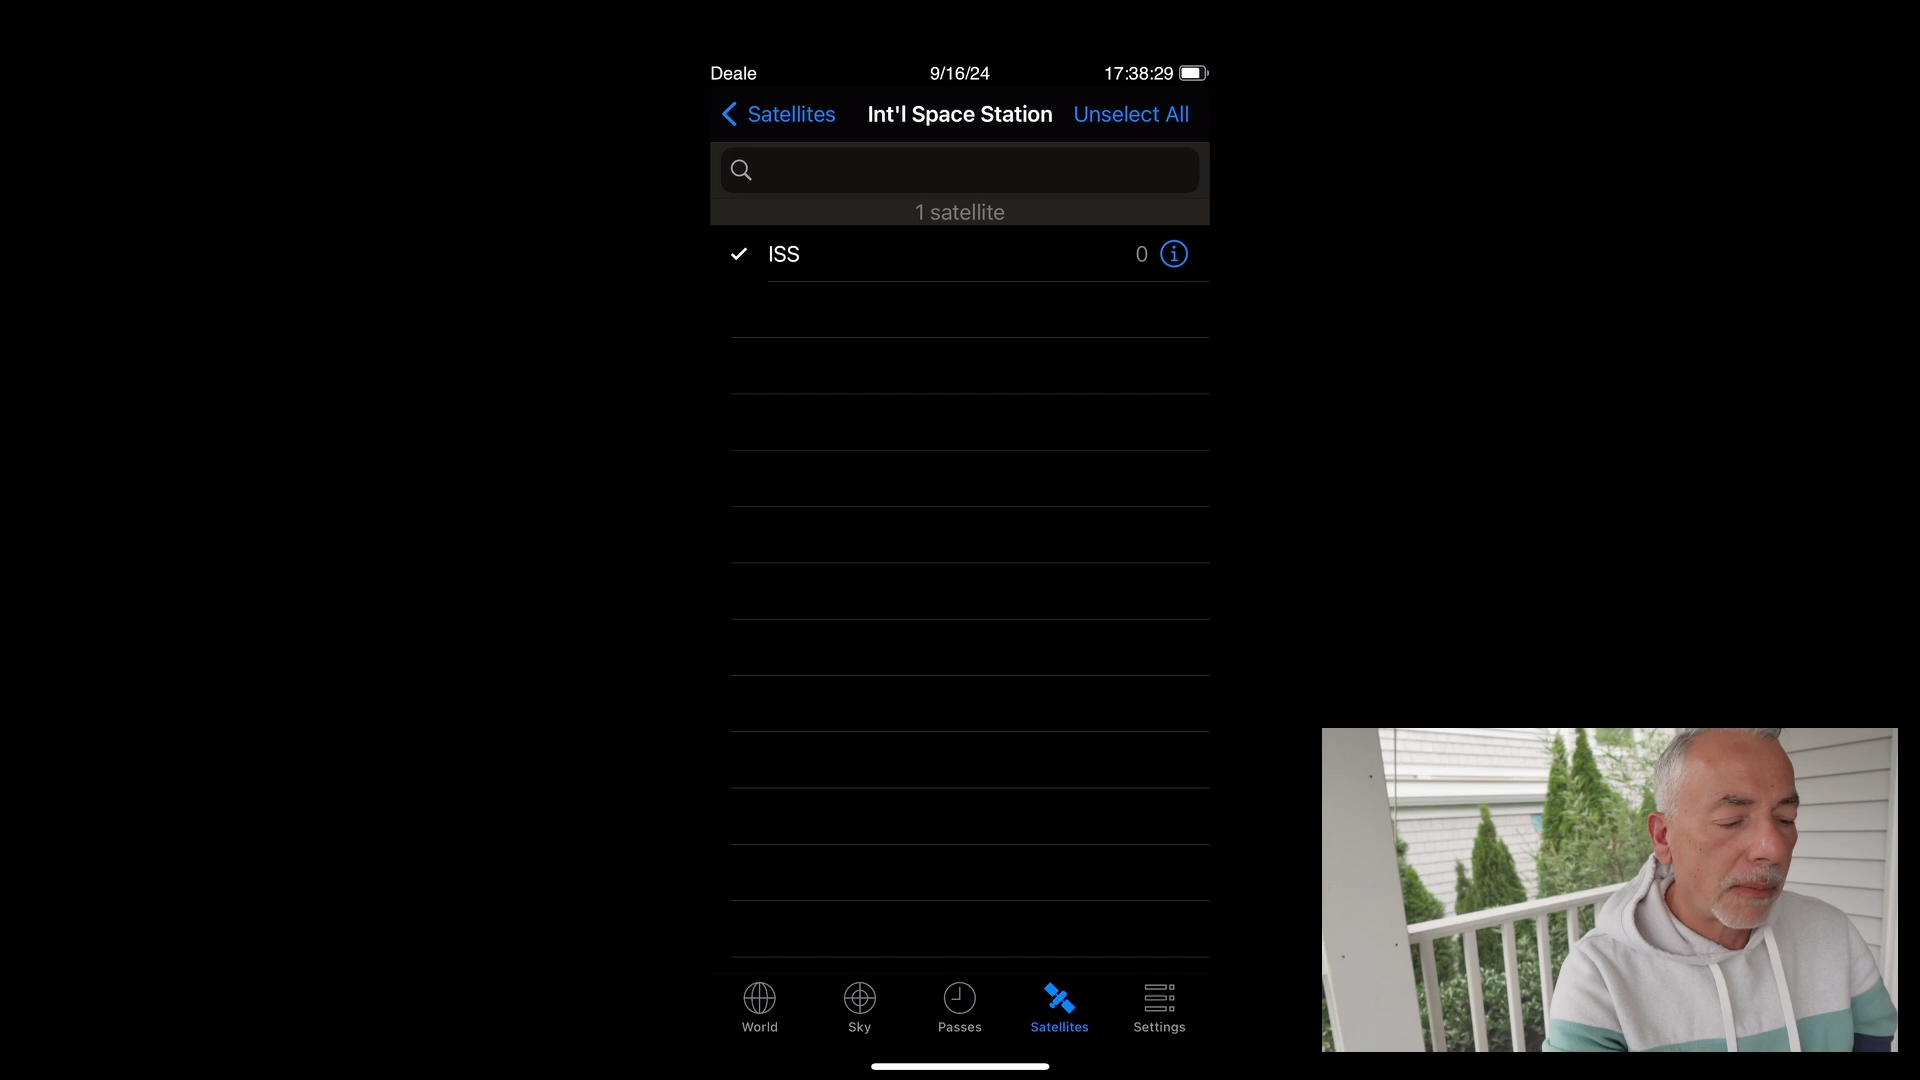 Deale 9/16/24 17:38:29
Satellites Int'l Space Station Unselect All
1 satellite
ISS 0
World Sky Passes Satellites Settings